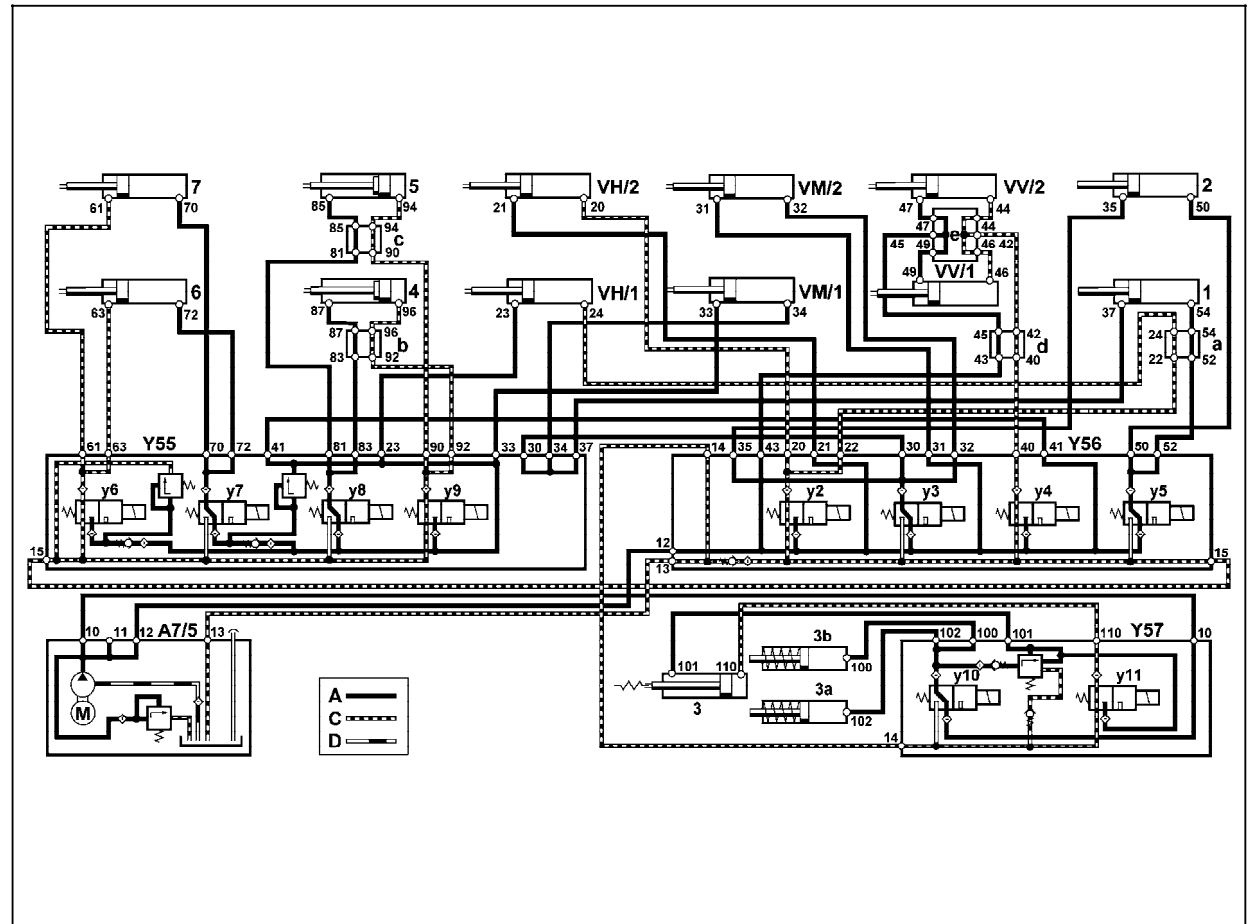 7 5 VH/2 VM/2 VV/2 2
61 70 85 94 21 20 31 32 47 44 35 50
85 94 47 44
c e
81 90 45 49 46 42
VV/1
6 4 VH/1 VM/1 49 46 1
63 72 87 96 23 24 33 34 37 54
87 96 45 42 24 54
b d a
83 92 43 40 22 52
61 63 Y55 70 72 41 81 83 23 90 92 33 30 34 37 14 35 43 20 21 22 30 31 32 40 41 Y56 50 52
y6 y7 y8 y9 y2 y3 y4 y5
15 12 13 15
10 11 12 A7/5 13 3b 102 100 101 110 Y57 10
101 110 100
y10 y11
M 3 3a 102
14
A
C
D